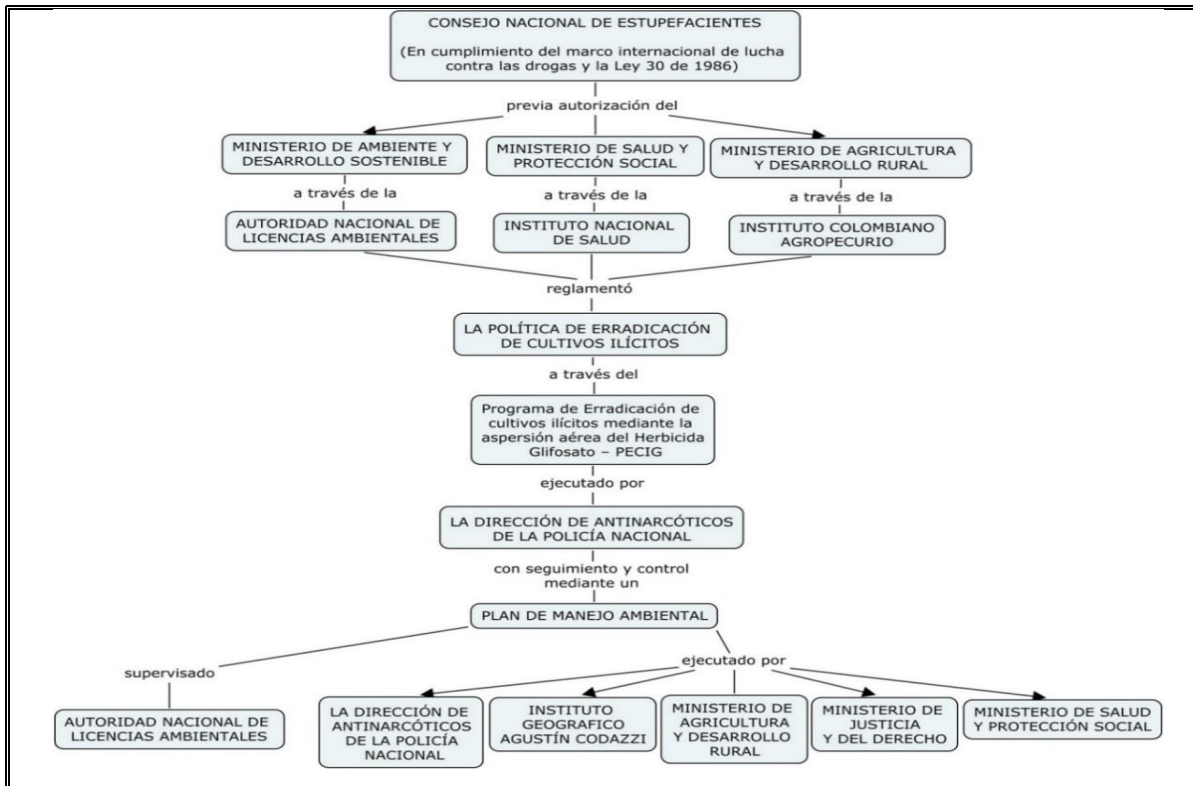 CONSEJO NACIONAL DE ESTUPEFACIENTES
(En cumplimiento del marco internacional de lucha
contra las drogas y la Ley 30 de 1986)
previa autorización del
MINISTERIO DE AMBIENTE Y
DESARROLLO SOSTENIBLE
MINISTERIO DE SALUD Y
PROTECCIÓN SOCIAL
MINISTERIO DE AGRICULTURA
Y DESARROLLO RURAL
a través de la
a través de la
a través de la
AUTORIDAD NACIONAL DE
LICENCIAS AMBIENTALES
INSTITUTO NACIONAL
DE SALUD
INSTITUTO COLOMBIANO
AGROPECURIO
reglamentó
LA POLÍTICA DE ERRADICACIÓN
DE CULTIVOS ILÍCITOS
a través del
Programa de Erradicación de
cultivos ilícitos mediante la
aspersión aérea del Herbicida
Glifosato – PECIG
ejecutado por
LA DIRECCIÓN DE ANTINARCÓTICOS
DE LA POLICÍA NACIONAL
con seguimiento y control
mediante un
PLAN DE MANEJO AMBIENTAL
supervisado
ejecutado por
AUTORIDAD NACIONAL DE
LICENCIAS AMBIENTALES
LA DIRECCIÓN DE
ANTINARCÓTICOS
DE LA POLICÍA
NACIONAL
INSTITUTO
GEOGRAFICO
AGUSTÍN CODAZZI
MINISTERIO DE
AGRICULTURA
Y DESARROLLO
RURAL
MINISTERIO DE
JUSTICIA
Y DEL DERECHO
MINISTERIO DE SALUD
Y PROTECCIÓN SOCIAL